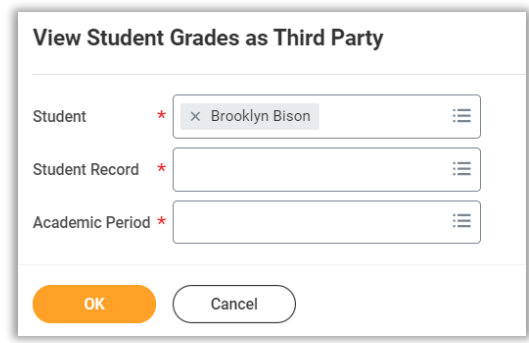 View Student Grades as Third Party
Student * × Brooklyn Bison
Student Record *
Academic Period *
OK Cancel